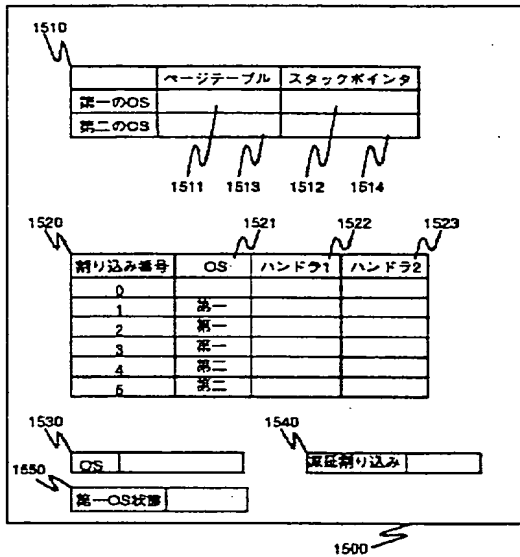 1510
ページテーブル スタックポインタ
第一のOS
第二のOS
1511 1513 1512 1514
1520 1521 1522 1523
割り込み番号 OS ハンドラ1 ハンドラ2
0
1 第一
2 第一
3 第一
4 第二
5 第二
1530 1540
OS 遅延割り込み
1550
第一OS状態
1500